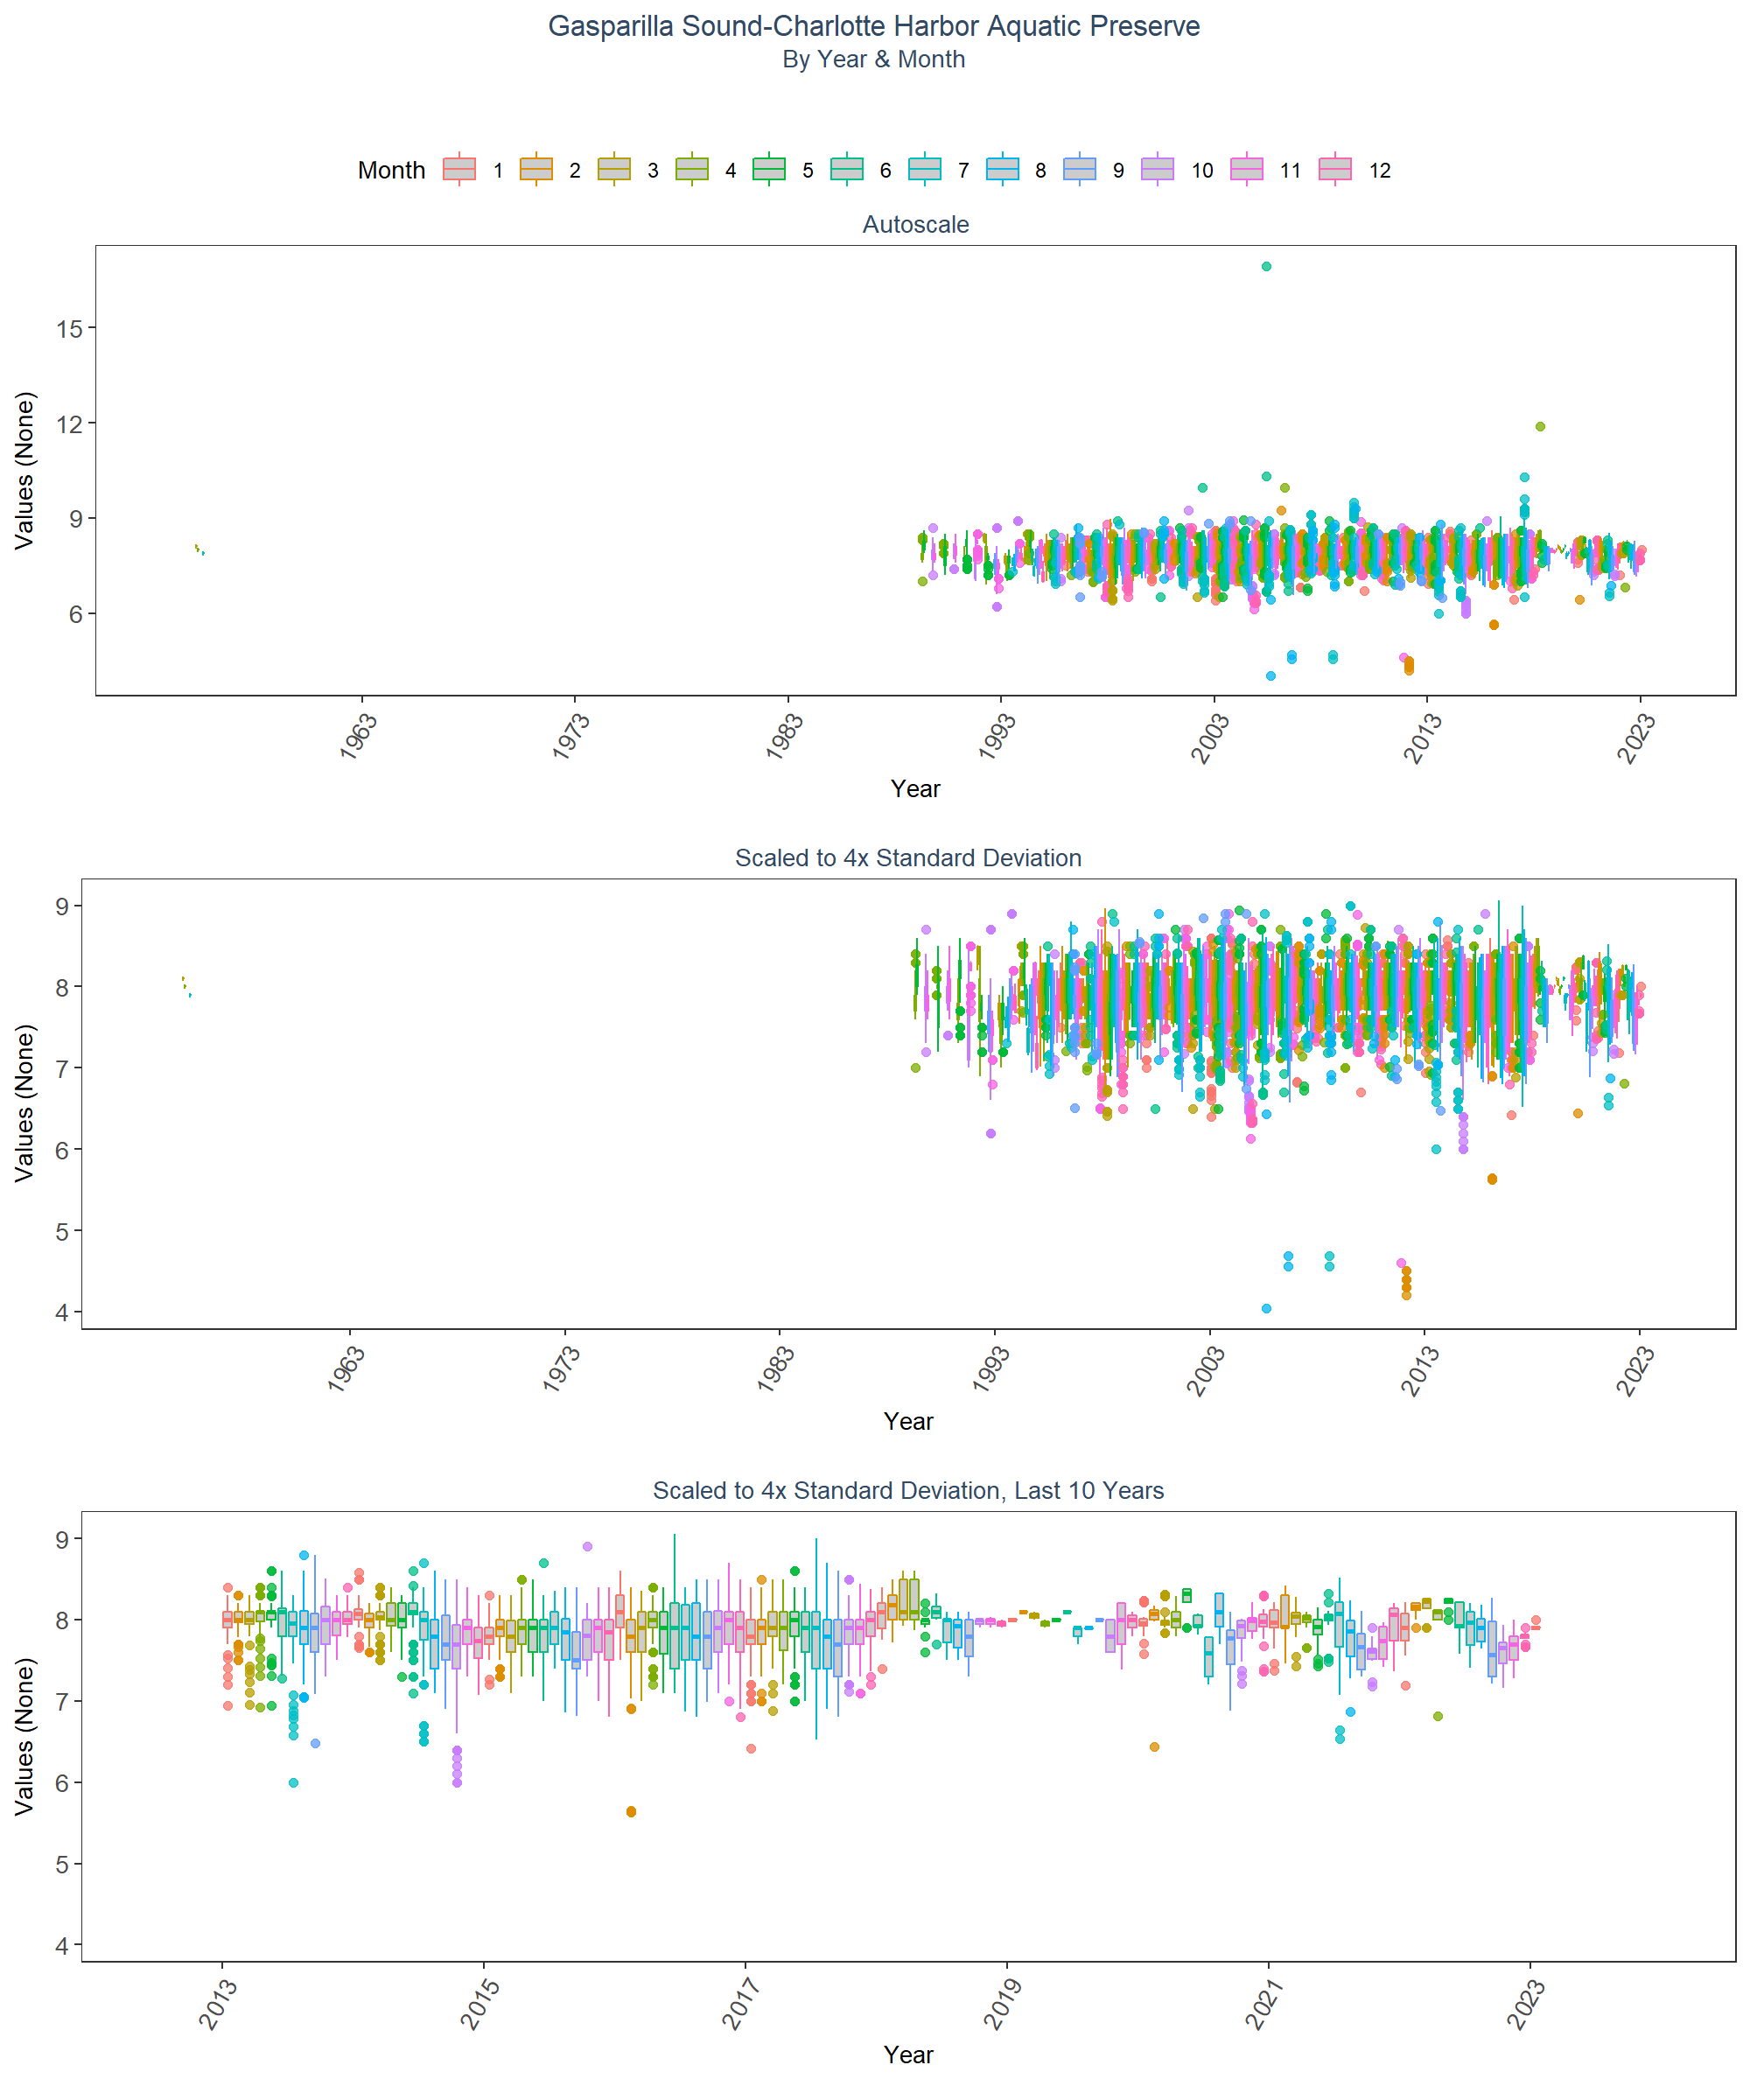 Gasparilla Sound-Charlotte Harbor Aquatic Preserve
By Year & Month
Month 1 2 3 4 5 6 7 8 9 10 11 12
Autoscale
Values (None)
15
12
9
6
1963 1973 1983 1993 2003 2013 2023
Year
Scaled to 4x Standard Deviation
Values (None)
9
8
7
6
5
4
1963 1973 1983 1993 2003 2013 2023
Year
Scaled to 4x Standard Deviation, Last 10 Years
Values (None)
9
8
7
6
5
4
2013 2015 2017 2019 2021 2023
Year